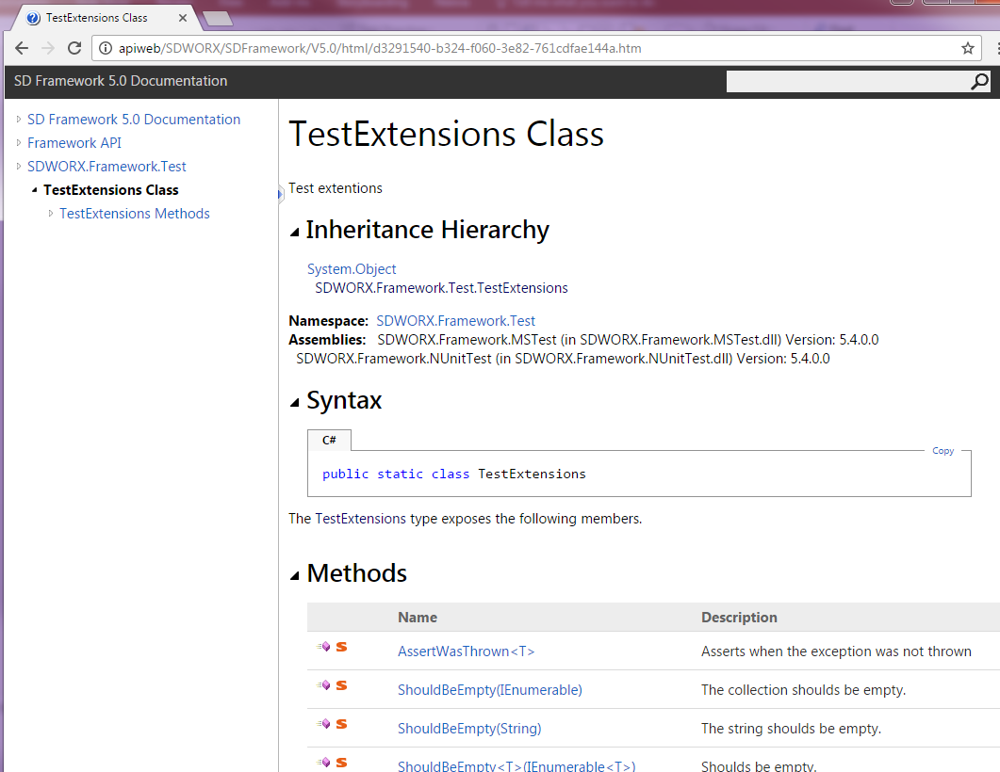 TestExtensions Class
apiweb/SDWORX/SDFramework/V5.0/html/d3291540-b324-f060-3e82-761cdfae144a.htm
SD Framework 5.0 Documentation
SD Framework 5.0 Documentation
Framework API
SDWORX.Framework.Test
TestExtensions Class
TestExtensions Methods
TestExtensions Class
Test extentions
Inheritance Hierarchy
System.Object
SDWORX.Framework.Test.TestExtensions
Namespace: SDWORX.Framework.Test
Assemblies: SDWORX.Framework.MSTest (in SDWORX.Framework.MSTest.dll) Version: 5.4.0.0
SDWORX.Framework.NUnitTest (in SDWORX.Framework.NUnitTest.dll) Version: 5.4.0.0
Syntax
C#
Copy
public static class TestExtensions
The TestExtensions type exposes the following members.
Methods
Name Description
S AssertWasThrown<T> Asserts when the exception was not thrown
S ShouldBeEmpty(IEnumerable) The collection shoulds be empty.
S ShouldBeEmpty(String) The string shoulds be empty.
S ShouldBeEmpty<T>(IEnumerable<T>) Shoulds be empty.